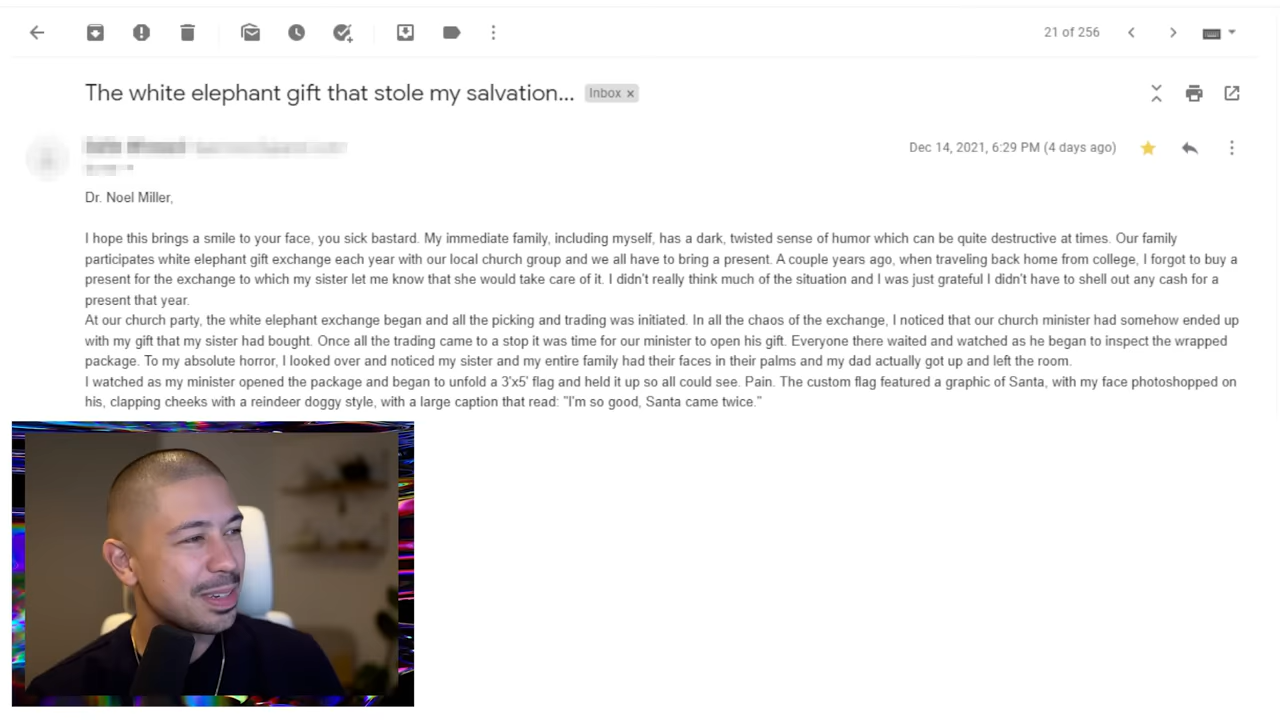 21 of 256
The white elephant gift that stole my salvation...
Inbox x
Dec 14, 2021, 6:29 PM (4 days ago)
Dr. Noel Miller,
I hope this brings a smile to your face, you sick bastard. My immediate family, including myself, has a dark, twisted sense of humor which can be quite destructive at times. Our family
participates white elephant gift exchange each year with our local church group and we all have to bring a present. A couple years ago, when traveling back home from college, I forgot to buy a
present for the exchange to which my sister let me know that she would take care of it. I didn't really think much of the situation and I was just grateful I didn't have to shell out any cash for a
present that year.
At our church party, the white elephant exchange began and all the picking and trading was initiated. In all the chaos of the exchange, I noticed that our church minister had somehow ended up
with my gift that my sister had bought. Once all the trading came to a stop it was time for our minister to open his gift. Everyone there waited and watched as he began to inspect the wrapped
package. To my absolute horror, I looked over and noticed my sister and my entire family had their faces in their palms and my dad actually got up and left the room.
I watched as my minister opened the package and began to unfold a 3'x5' flag and held it up so all could see. Pain. The custom flag featured a graphic of Santa, with my face photoshopped on
his, clapping cheeks with a reindeer doggy style, with a large caption that read: "I'm so good, Santa came twice."